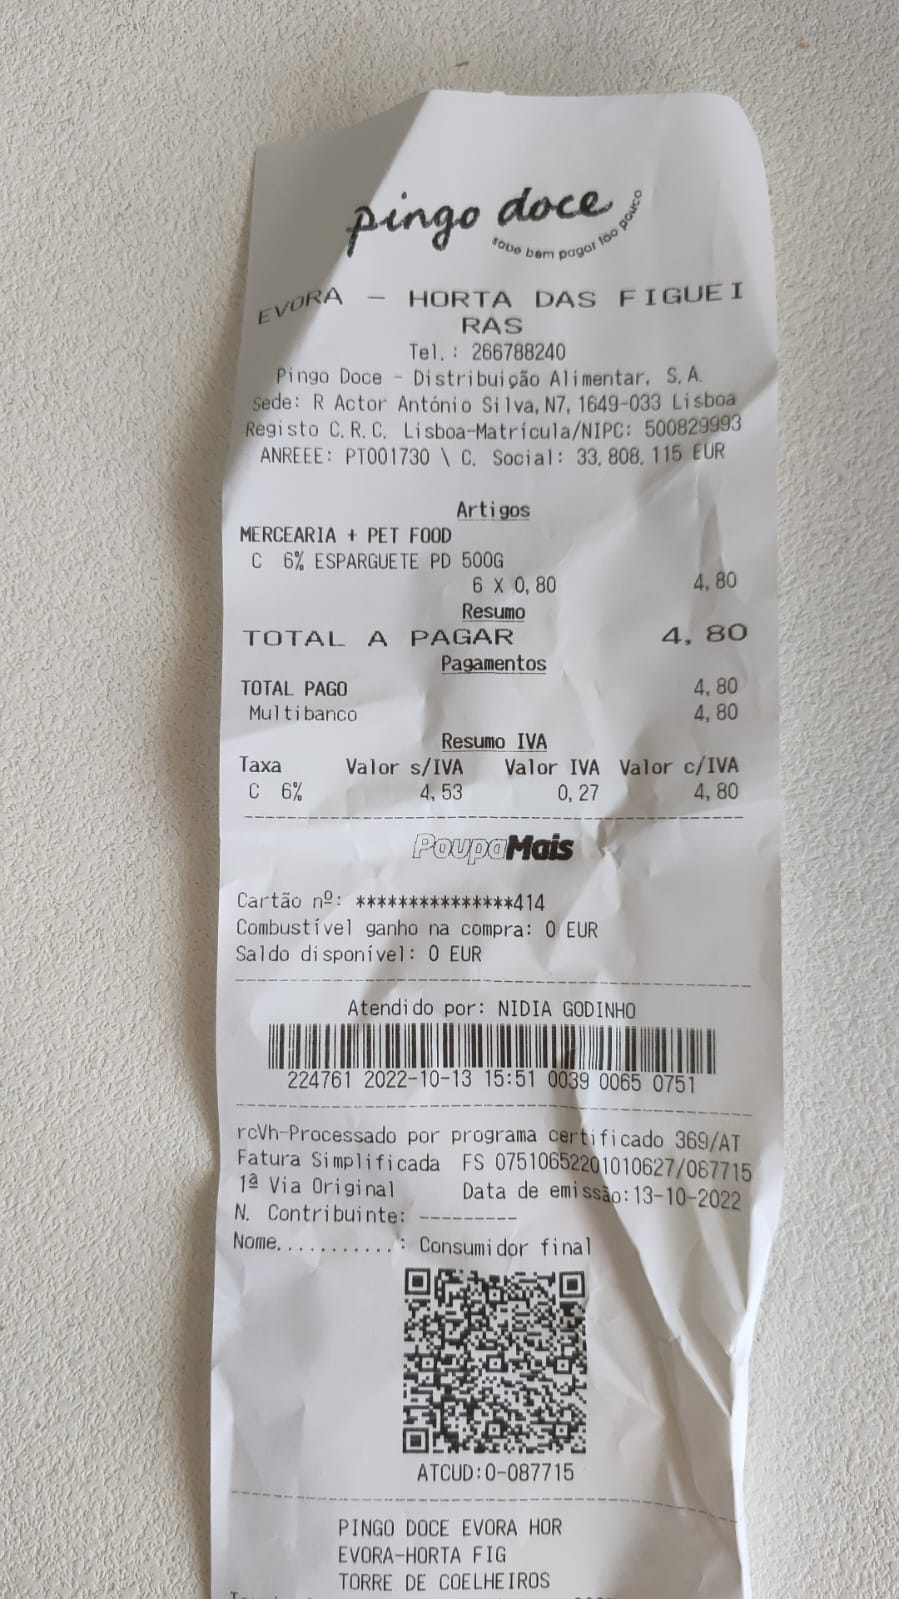 pingo doce
sabe bem pagar tão pouco
EVORA - HORTA DAS FIGUEI
RAS
Tel.: 266788240
Pingo Doce - Distribuição Alimentar, S.A.
Sede: R Actor António Silva, N7, 1649-033 Lisboa
Registo C.R.C. Lisboa-Matrícula/NIPC: 500829993
ANREEE: PT001730 \ C. Social: 33.808.115 EUR
Artigos
MERCEARIA + PET FOOD
C 6% ESPARGUETE PD 500G
6 X 0,80 4,80
Resumo
TOTAL A PAGAR 4,80
Pagamentos
TOTAL PAGO 4,80
Multibanco 4,80
Resumo IVA
Taxa Valor s/IVA Valor IVA Valor c/IVA
C 6% 4,53 0,27 4,80
PoupaMais
Cartão nº: ***************414
Combustível ganho na compra: 0 EUR
Saldo disponível: 0 EUR
Atendido por: NIDIA GODINHO
224761 2022-10-13 15:51 0039 0065 0751
rcVh-Processado por programa certificado 369/AT
Fatura Simplificada FS 07510652201010627/087715
1ª Via Original Data de emissão:13-10-2022
N. Contribuinte: ---------
Nome...........: Consumidor final
ATCUD:0-087715
PINGO DOCE EVORA HOR
EVORA-HORTA FIG
TORRE DE COELHEIROS